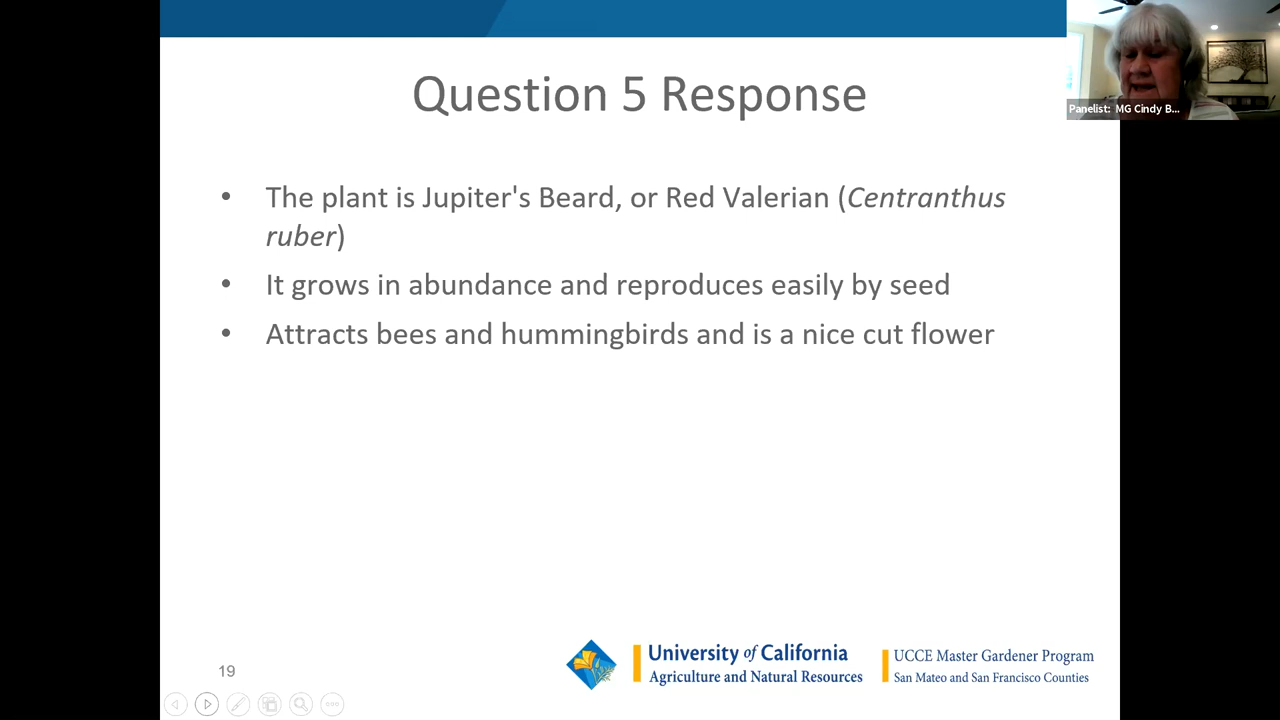 Question 5 Response
Panelist: MG Cindy B...
• The plant is Jupiter's Beard, or Red Valerian (Centranthus
ruber)
• It grows in abundance and reproduces easily by seed
• Attracts bees and hummingbirds and is a nice cut flower
19
University of California
Agriculture and Natural Resources
UCCE Master Gardener Program
San Mateo and San Francisco Counties